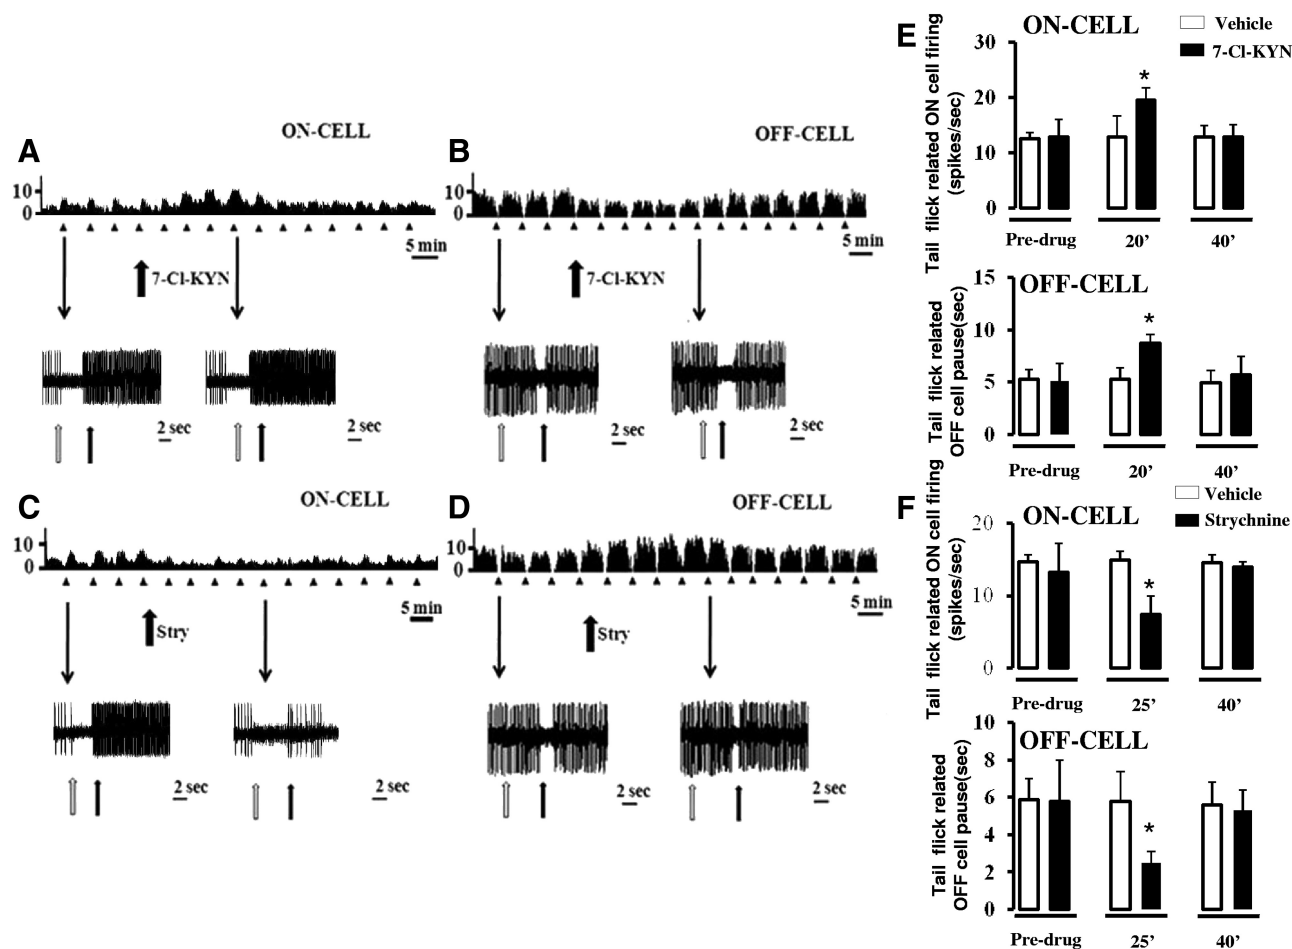 A
ON-CELL
10
0
5 min
7-Cl-KYN
2 sec
2 sec
B
OFF-CELL
10
0
5 min
7-Cl-KYN
2 sec
2 sec
C
ON-CELL
10
0
5 min
Stry
2 sec
2 sec
D
OFF-CELL
10
0
5 min
Stry
2 sec
2 sec
E
ON-CELL
Vehicle
7-Cl-KYN
Tail flick related ON cell firing
(spikes/sec)
30
20
10
0
*
Pre-drug
20’
40’
OFF-CELL
Tail flick related
OFF cell pause(sec)
15
10
5
0
*
Pre-drug
20’
40’
F
ON-CELL
Vehicle
Strychnine
Tail flick related ON cell firing
(spikes/sec)
20
10
0
*
Pre-drug
25’
40’
OFF-CELL
Tail flick related
OFF cell pause(sec)
10
8
6
4
2
0
*
Pre-drug
25’
40’